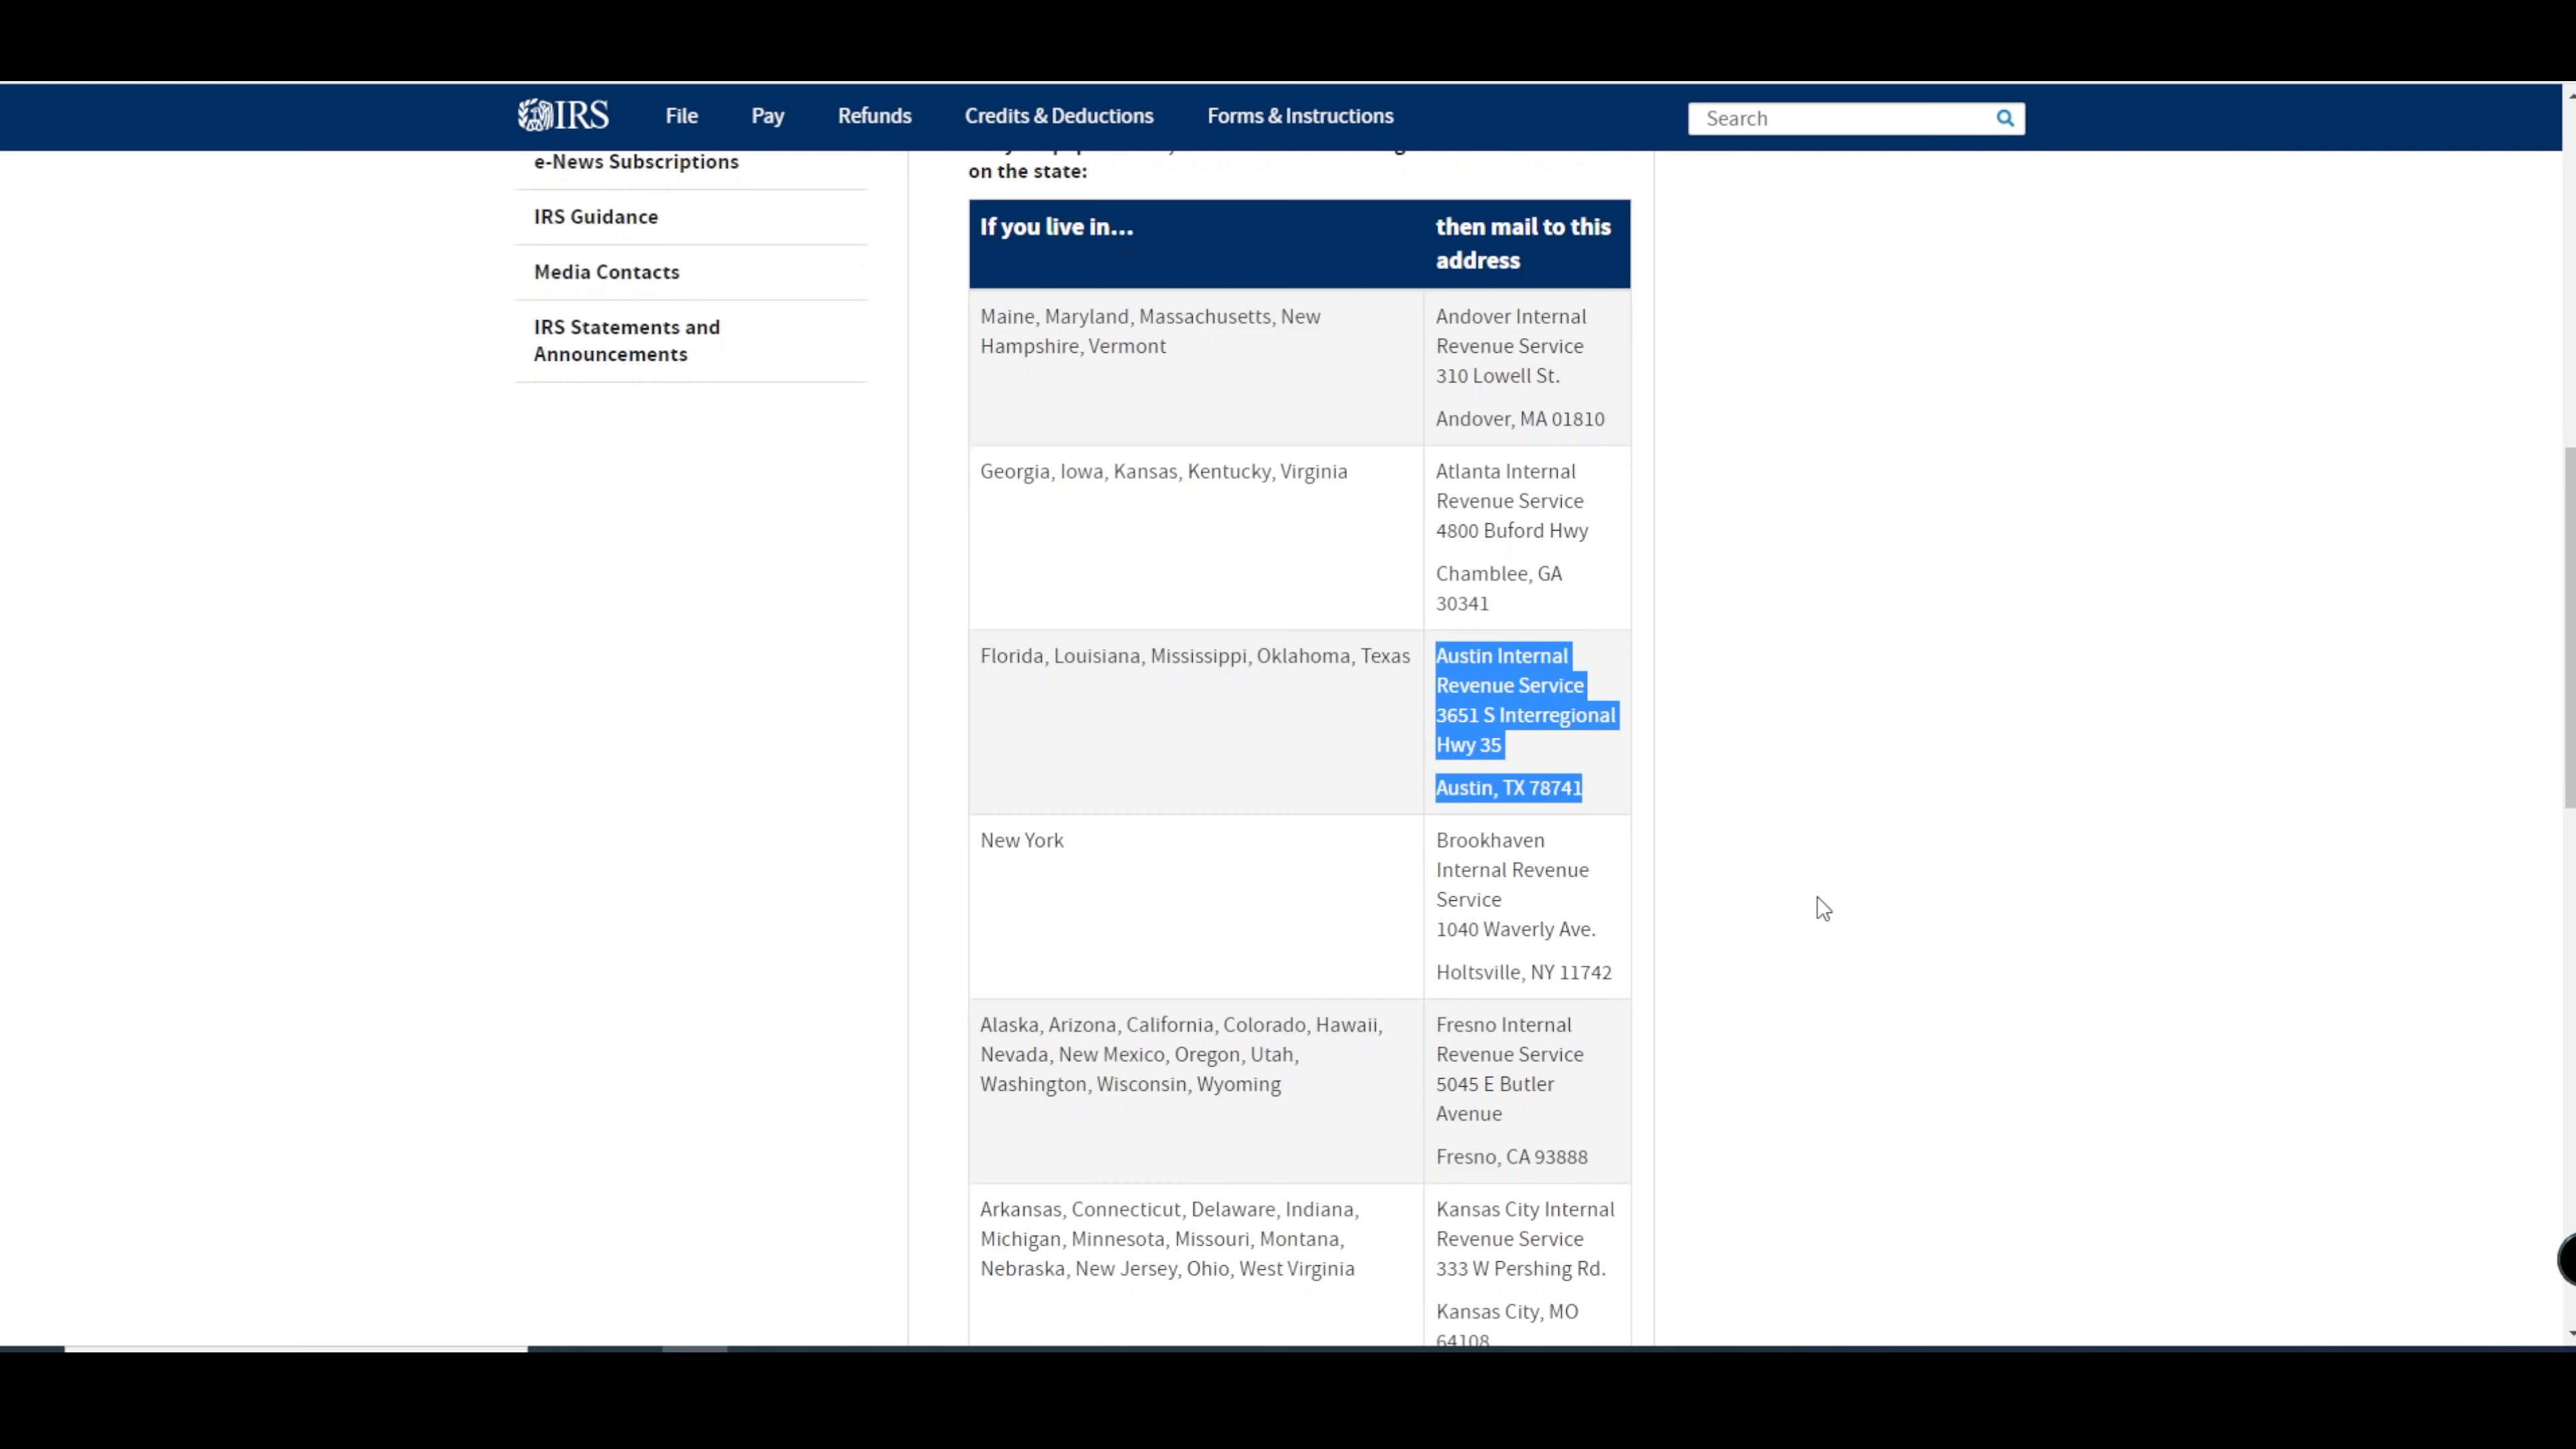 IRS
File
Pay
Refunds
Credits & Deductions
Forms & Instructions
Search
e-News Subscriptions
IRS Guidance
Media Contacts
IRS Statements and
Announcements
on the state:
If you live in...
then mail to this
address
Maine, Maryland, Massachusetts, New
Hampshire, Vermont
Andover Internal
Revenue Service
310 Lowell St.
Andover, MA 01810
Georgia, Iowa, Kansas, Kentucky, Virginia
Atlanta Internal
Revenue Service
4800 Buford Hwy
Chamblee, GA
30341
Florida, Louisiana, Mississippi, Oklahoma, Texas
Austin Internal
Revenue Service
3651 S Interregional
Hwy 35
Austin, TX 78741
New York
Brookhaven
Internal Revenue
Service
1040 Waverly Ave.
Holtsville, NY 11742
Alaska, Arizona, California, Colorado, Hawaii,
Nevada, New Mexico, Oregon, Utah,
Washington, Wisconsin, Wyoming
Fresno Internal
Revenue Service
5045 E Butler
Avenue
Fresno, CA 93888
Arkansas, Connecticut, Delaware, Indiana,
Michigan, Minnesota, Missouri, Montana,
Nebraska, New Jersey, Ohio, West Virginia
Kansas City Internal
Revenue Service
333 W Pershing Rd.
Kansas City, MO
64108